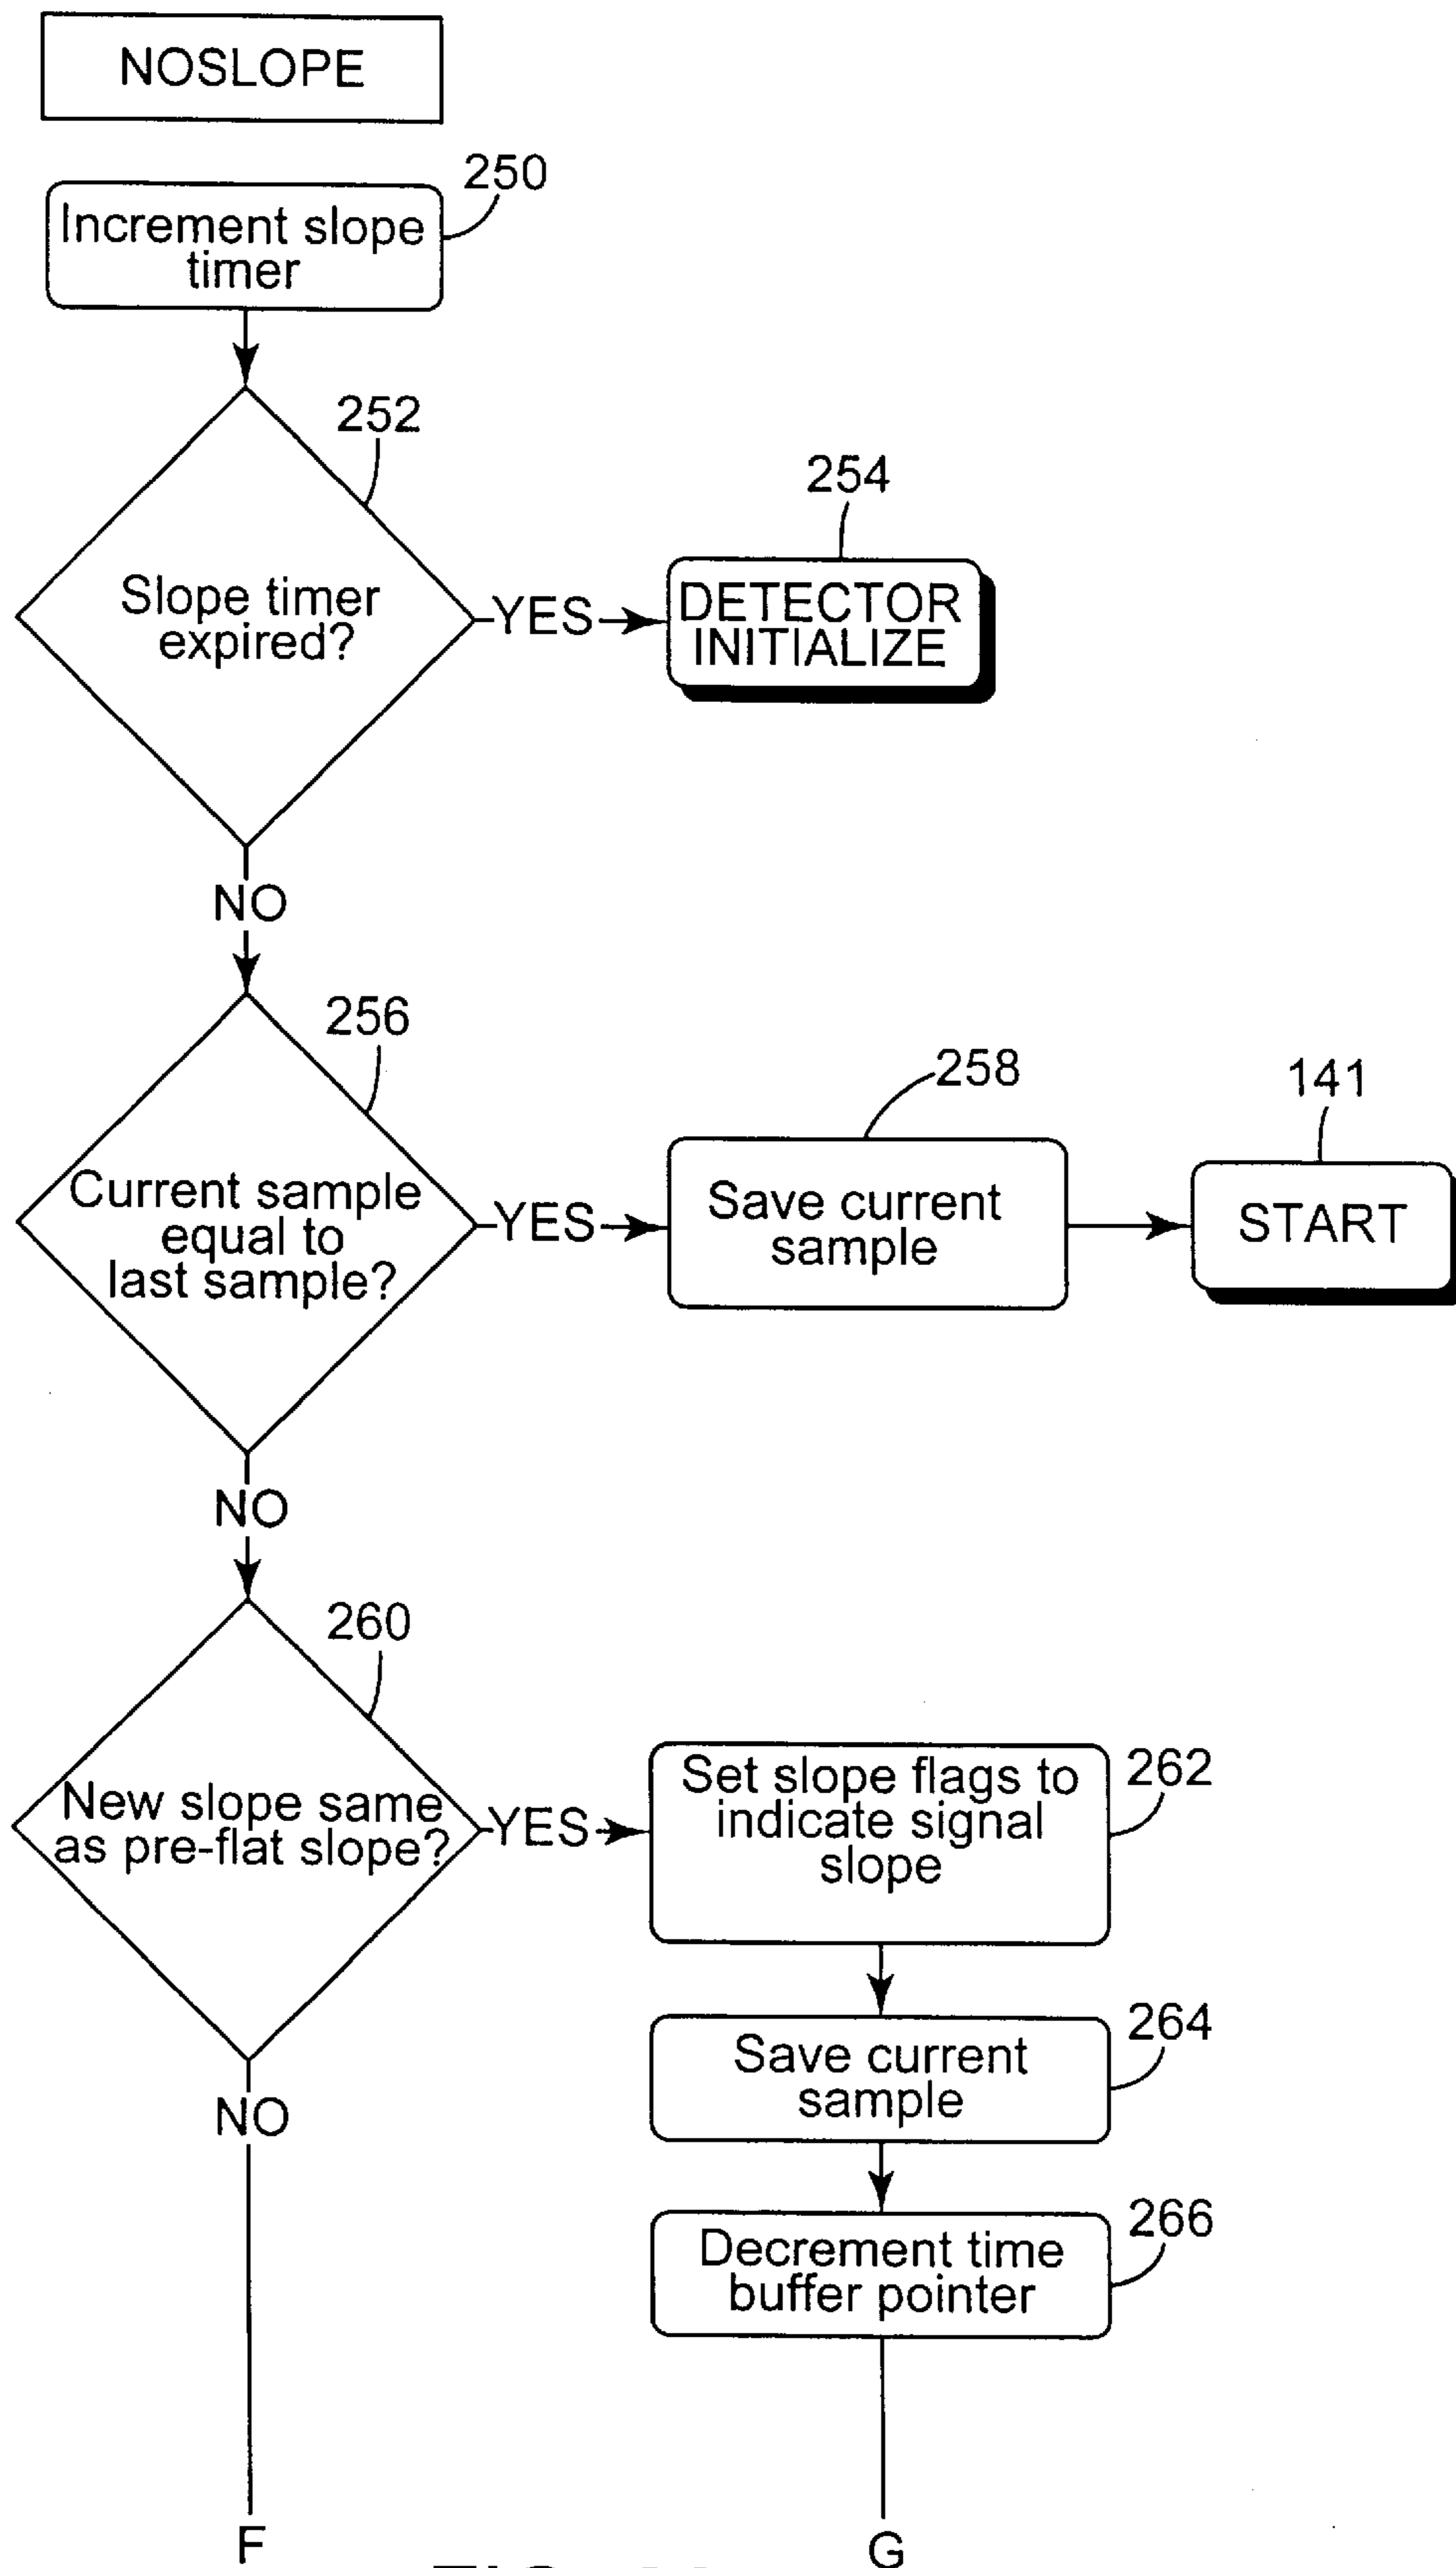 NOSLOPE
250
Increment slope
timer
252
254
Slope timer
expired?
YES
DETECTOR
INITIALIZE
NO
256
258
141
Current sample
equal to
last sample?
YES
Save current
sample
START
NO
260
New slope same
as pre-flat slope?
YES
Set slope flags to
indicate signal
slope
262
NO
Save current
sample
264
Decrement time
buffer pointer
266
F
G